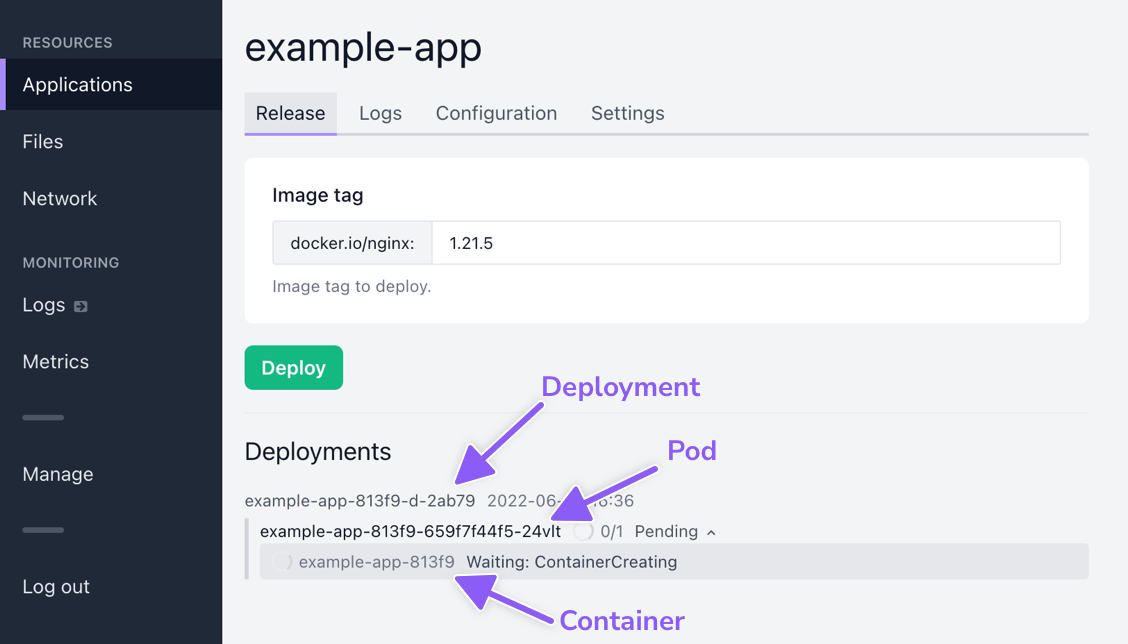 RESOURCES
Applications
Files
Network
MONITORING
Logs
Metrics
Manage
Log out
example-app
Release Logs Configuration Settings
Image tag
docker.io/nginx: 1.21.5
Image tag to deploy.
Deploy
Deployment
Deployments
Pod
example-app-813f9-d-2ab79 2022-06- :36
example-app-813f9-659f7f44f5-24vlt 0/1 Pending
example-app-813f9 Waiting: ContainerCreating
Container